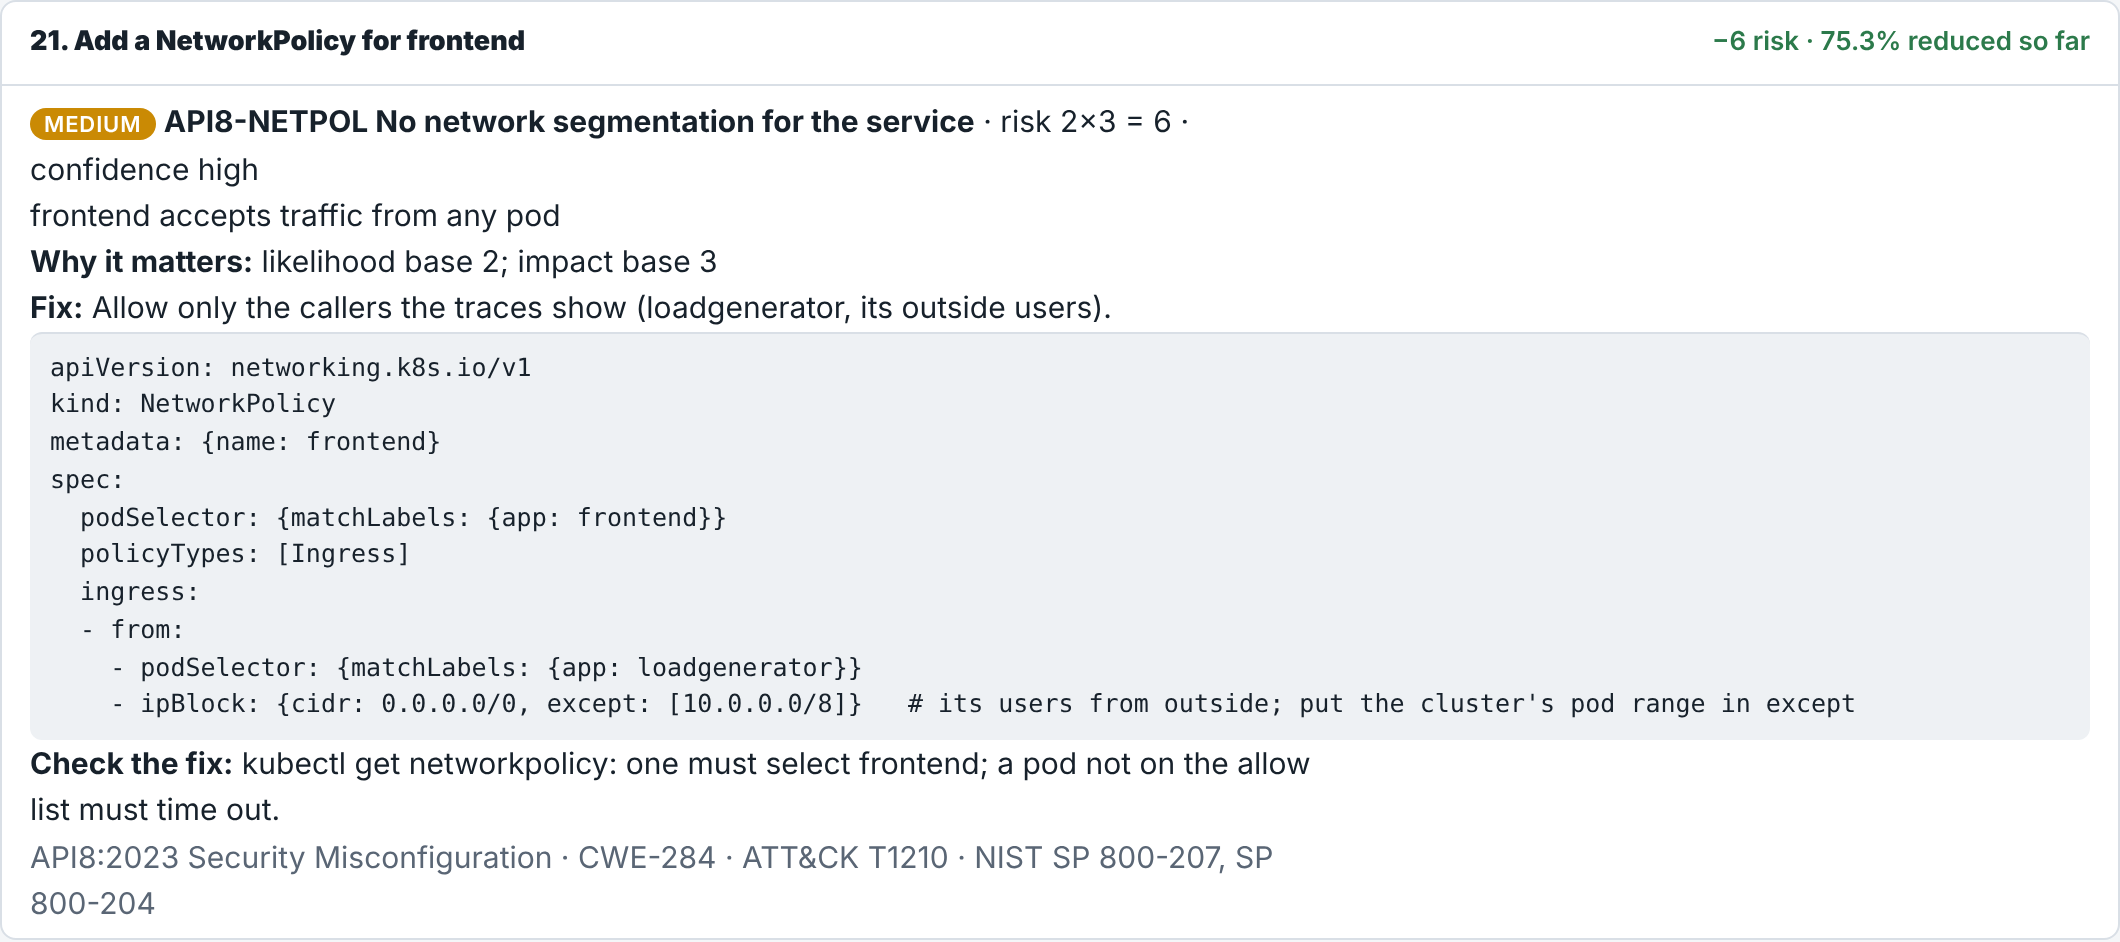 21. Add a NetworkPolicy for frontend
−6 risk · 75.3% reduced so far
MEDIUM API8-NETPOL No network segmentation for the service · risk 2×3 = 6 ·
confidence high
frontend accepts traffic from any pod
Why it matters: likelihood base 2; impact base 3
Fix: Allow only the callers the traces show (loadgenerator, its outside users).
apiVersion: networking.k8s.io/v1
kind: NetworkPolicy
metadata: {name: frontend}
spec:
  podSelector: {matchLabels: {app: frontend}}
  policyTypes: [Ingress]
  ingress:
  - from:
    - podSelector: {matchLabels: {app: loadgenerator}}
    - ipBlock: {cidr: 0.0.0.0/0, except: [10.0.0.0/8]}   # its users from outside; put the cluster's pod range in except
Check the fix: kubectl get networkpolicy: one must select frontend; a pod not on the allow
list must time out.
API8:2023 Security Misconfiguration · CWE-284 · ATT&CK T1210 · NIST SP 800-207, SP
800-204